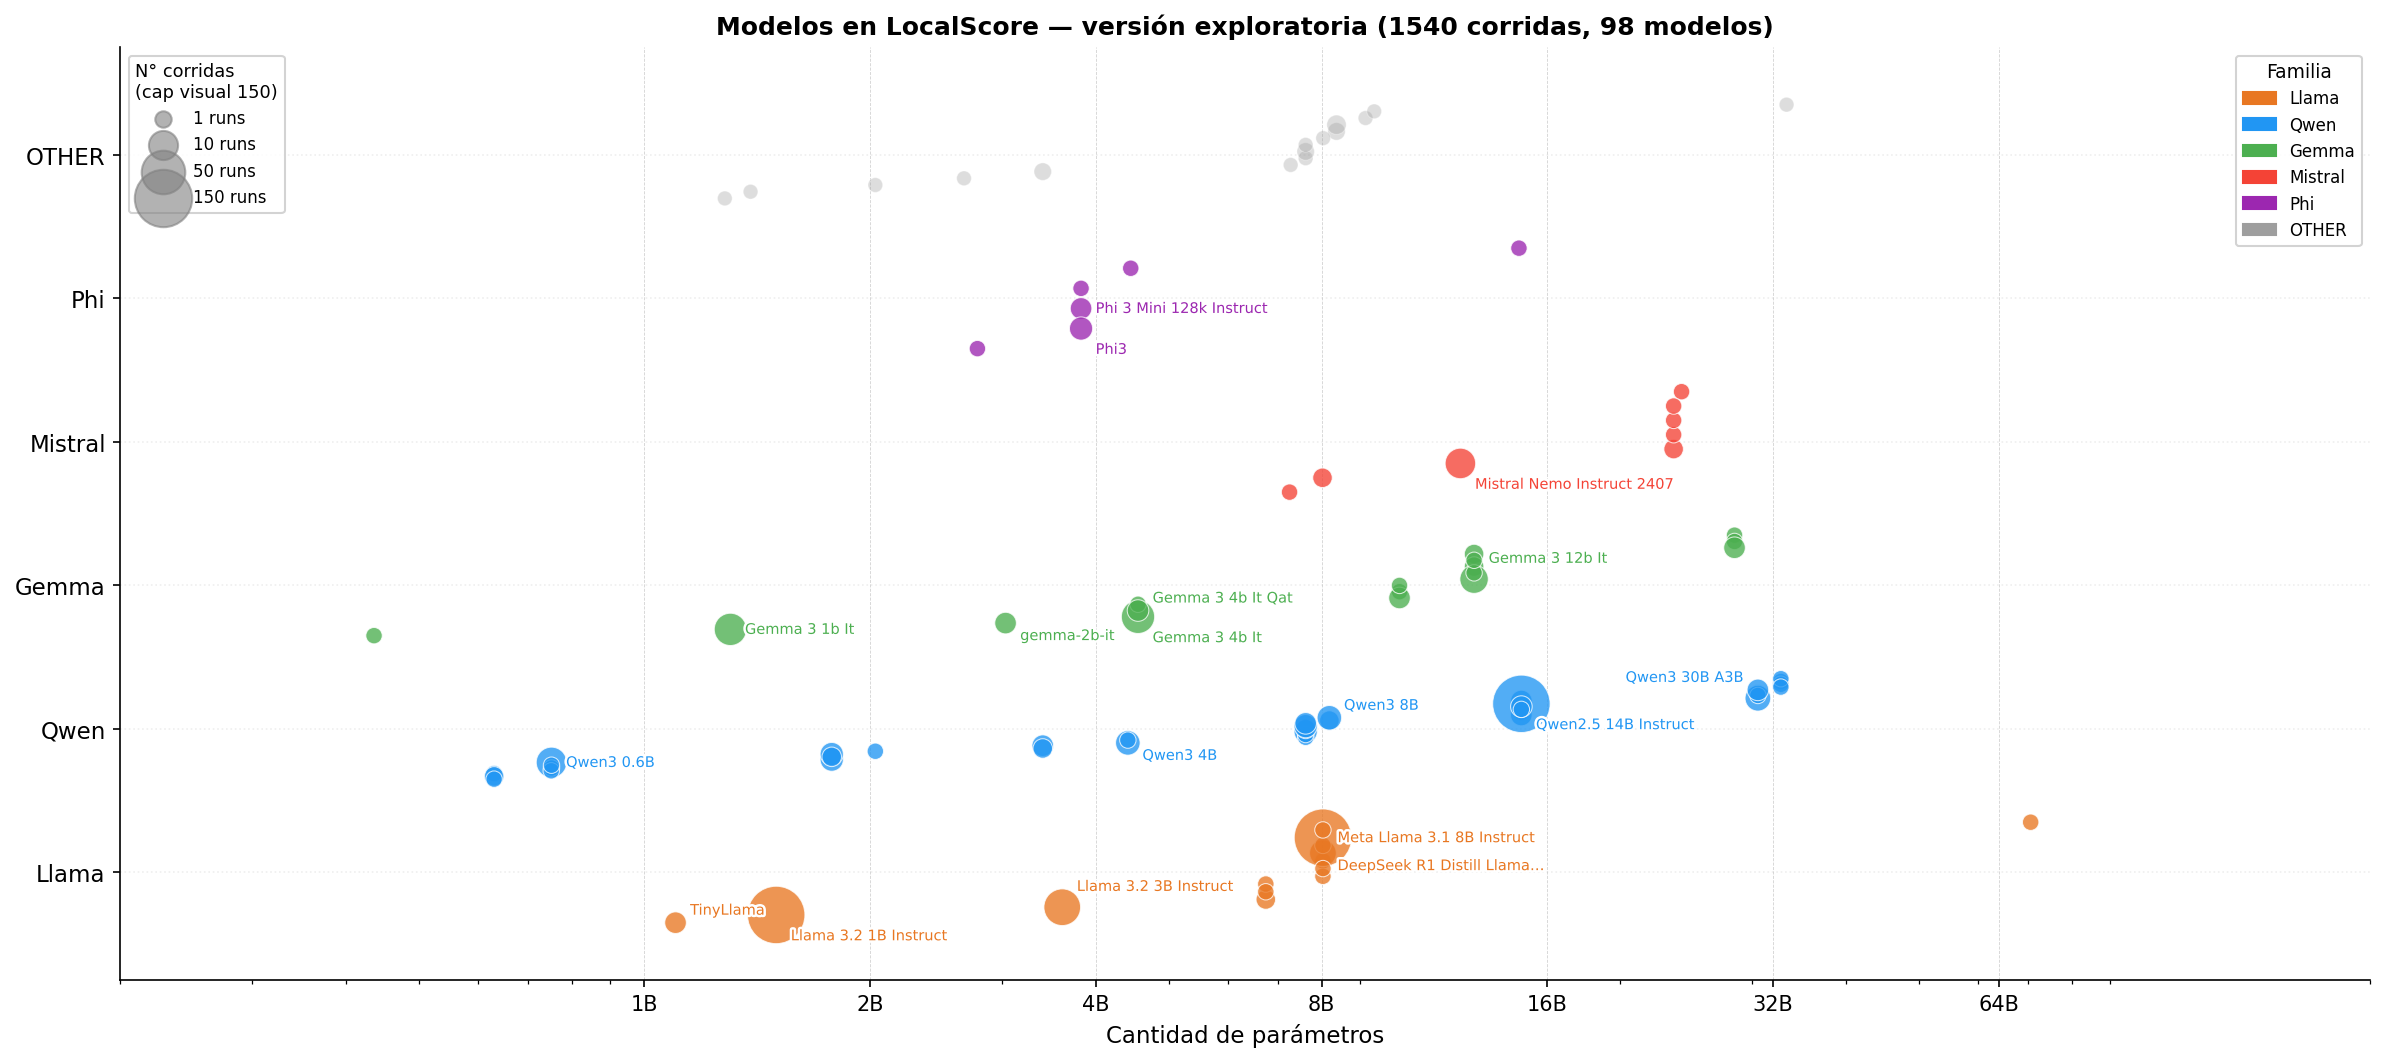 Modelos en LocalScore — versión exploratoria (1540 corridas, 98 modelos)
N° corridas
(cap visual 150)
1 runs
10 runs
50 runs
150 runs
Familia
Llama
Qwen
Gemma
Mistral
Phi
OTHER
OTHER
Phi
Phi 3 Mini 128k Instruct
Phi3
Mistral
Mistral Nemo Instruct 2407
Gemma 3 12b It
Gemma
Gemma 3 4b It Qat
Gemma 3 1b It
gemma-2b-it
Gemma 3 4b It
Qwen3 30B A3B
Qwen3 8B
Qwen
Qwen2.5 14B Instruct
Qwen3 4B
Qwen3 0.6B
Meta Llama 3.1 8B Instruct
DeepSeek R1 Distill Llama...
Llama
Llama 3.2 3B Instruct
TinyLlama
Llama 3.2 1B Instruct
1B
2B
4B
8B
16B
32B
64B
Cantidad de parámetros